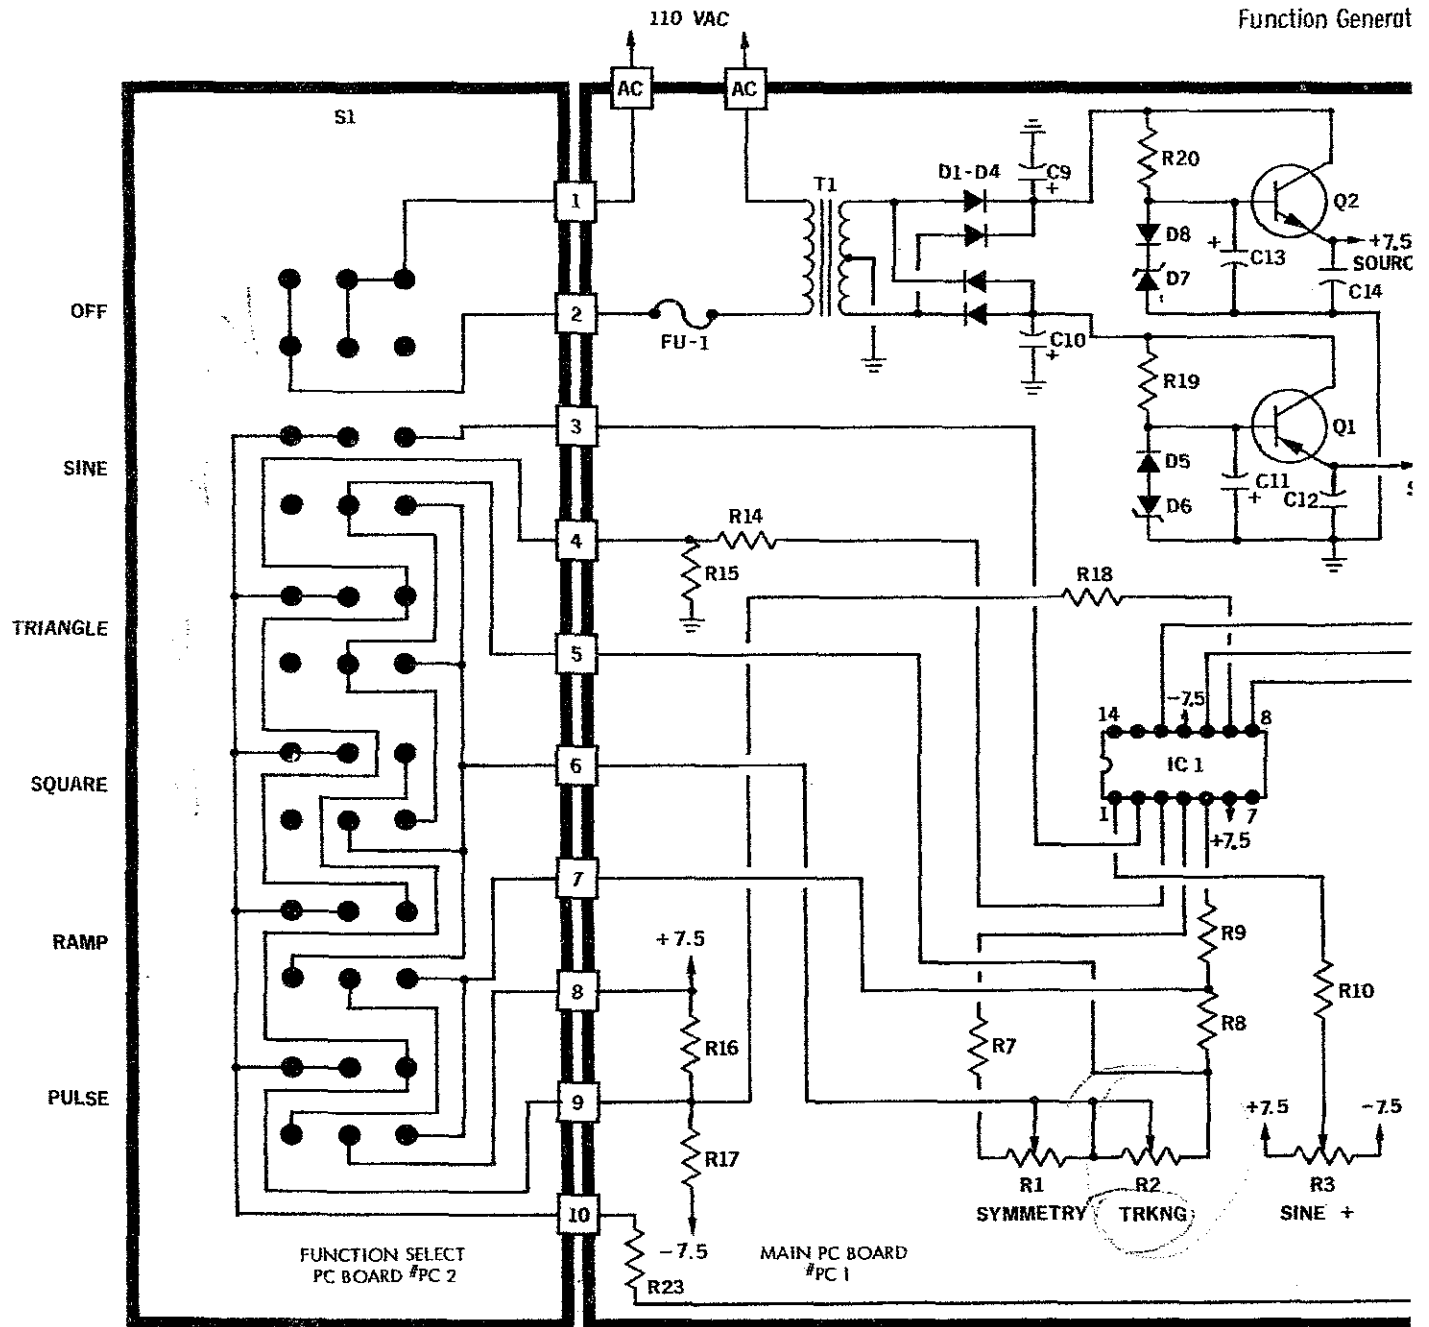 110 VAC
Function Generat
AC
AC
S1
T1
D1-D4
C9
+
R20
Q2
1
D8
+
C13
+7.5
SOURC
D7
C14
OFF
2
FU-1
C10
+
R19
Q1
3
D5
C11
+
C12
SINE
D6
R14
4
R15
R18
TRIANGLE
5
-7.5
14
8
6
IC 1
SQUARE
1
7
+7.5
7
R9
+7.5
RAMP
8
R10
R8
R16
R7
PULSE
9
+7.5
-7.5
R17
R1
R2
R3
10
SYMMETRY
TRKNG
SINE +
-7.5
FUNCTION SELECT
PC BOARD #PC 2
MAIN PC BOARD
#PC 1
R23